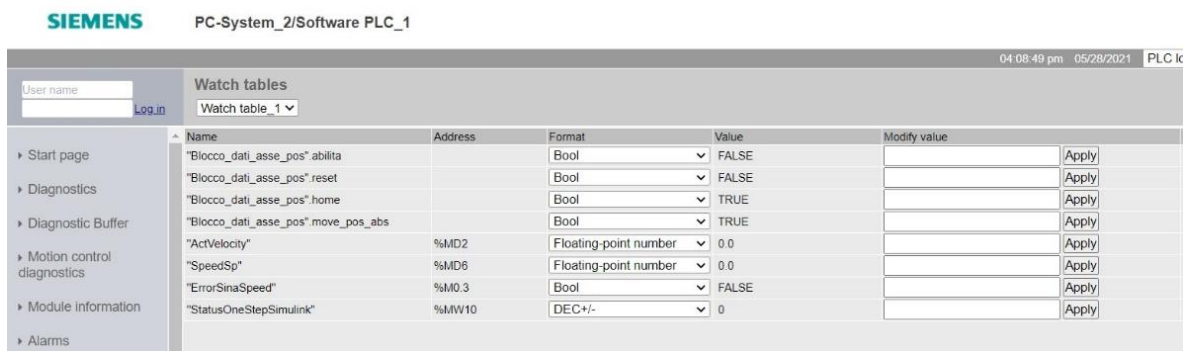 SIEMENS PC-System_2/Software PLC_1
04:08:49 pm 05/28/2021 PLC lo
User name
Log in
Watch tables
Watch table_1
Name Address Format Value Modify value
"Blocco_dati_asse_pos".abilita Bool FALSE Apply
"Blocco_dati_asse_pos".reset Bool FALSE Apply
"Blocco_dati_asse_pos".home Bool TRUE Apply
"Blocco_dati_asse_pos".move_pos_abs Bool TRUE Apply
"ActVelocity" %MD2 Floating-point number 0.0 Apply
"SpeedSp" %MD6 Floating-point number 0.0 Apply
"ErrorSinaSpeed" %M0.3 Bool FALSE Apply
"StatusOneStepSimulink" %MW10 DEC+/- 0 Apply
Start page
Diagnostics
Diagnostic Buffer
Motion control
diagnostics
Module information
Alarms